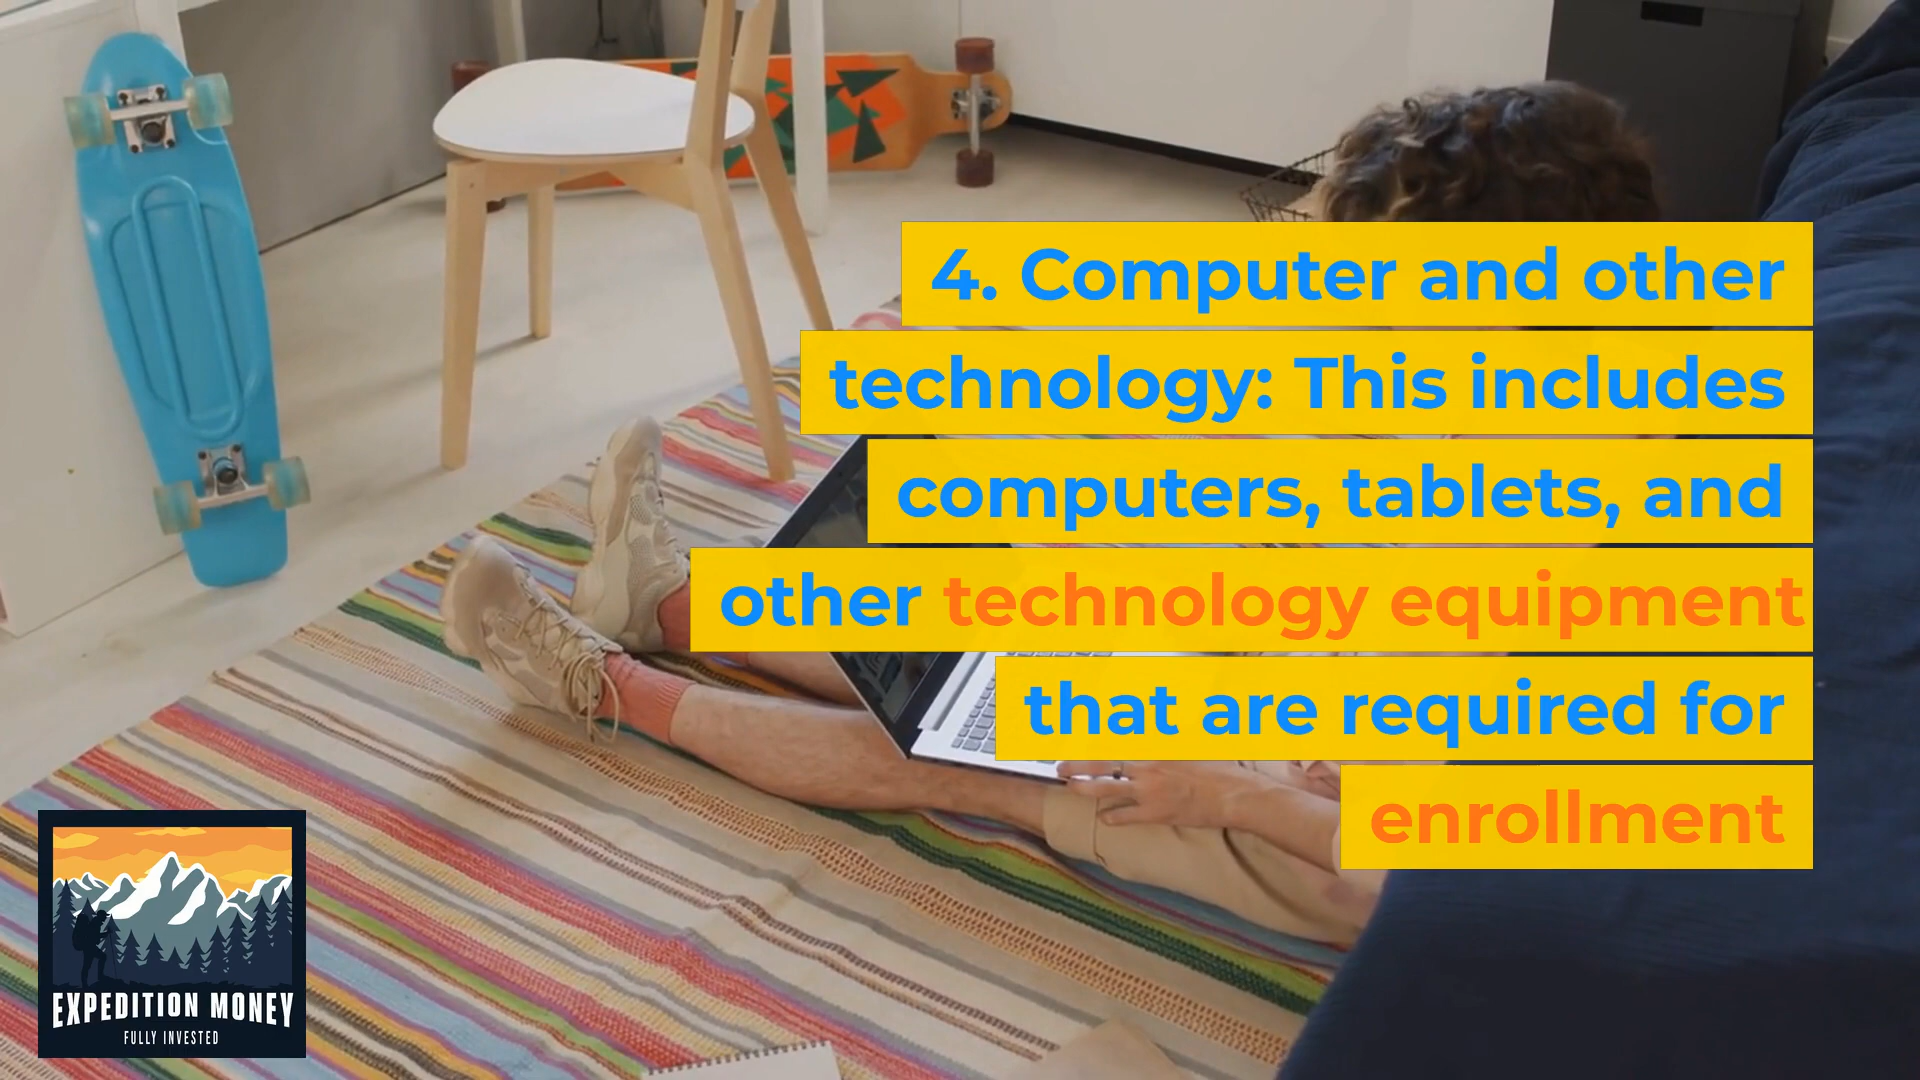 4. Computer and other
technology: This includes
computers, tablets, and
other technology equipment
that are required for
enrollment
EXPEDITION MONEY
FULLY INVESTED